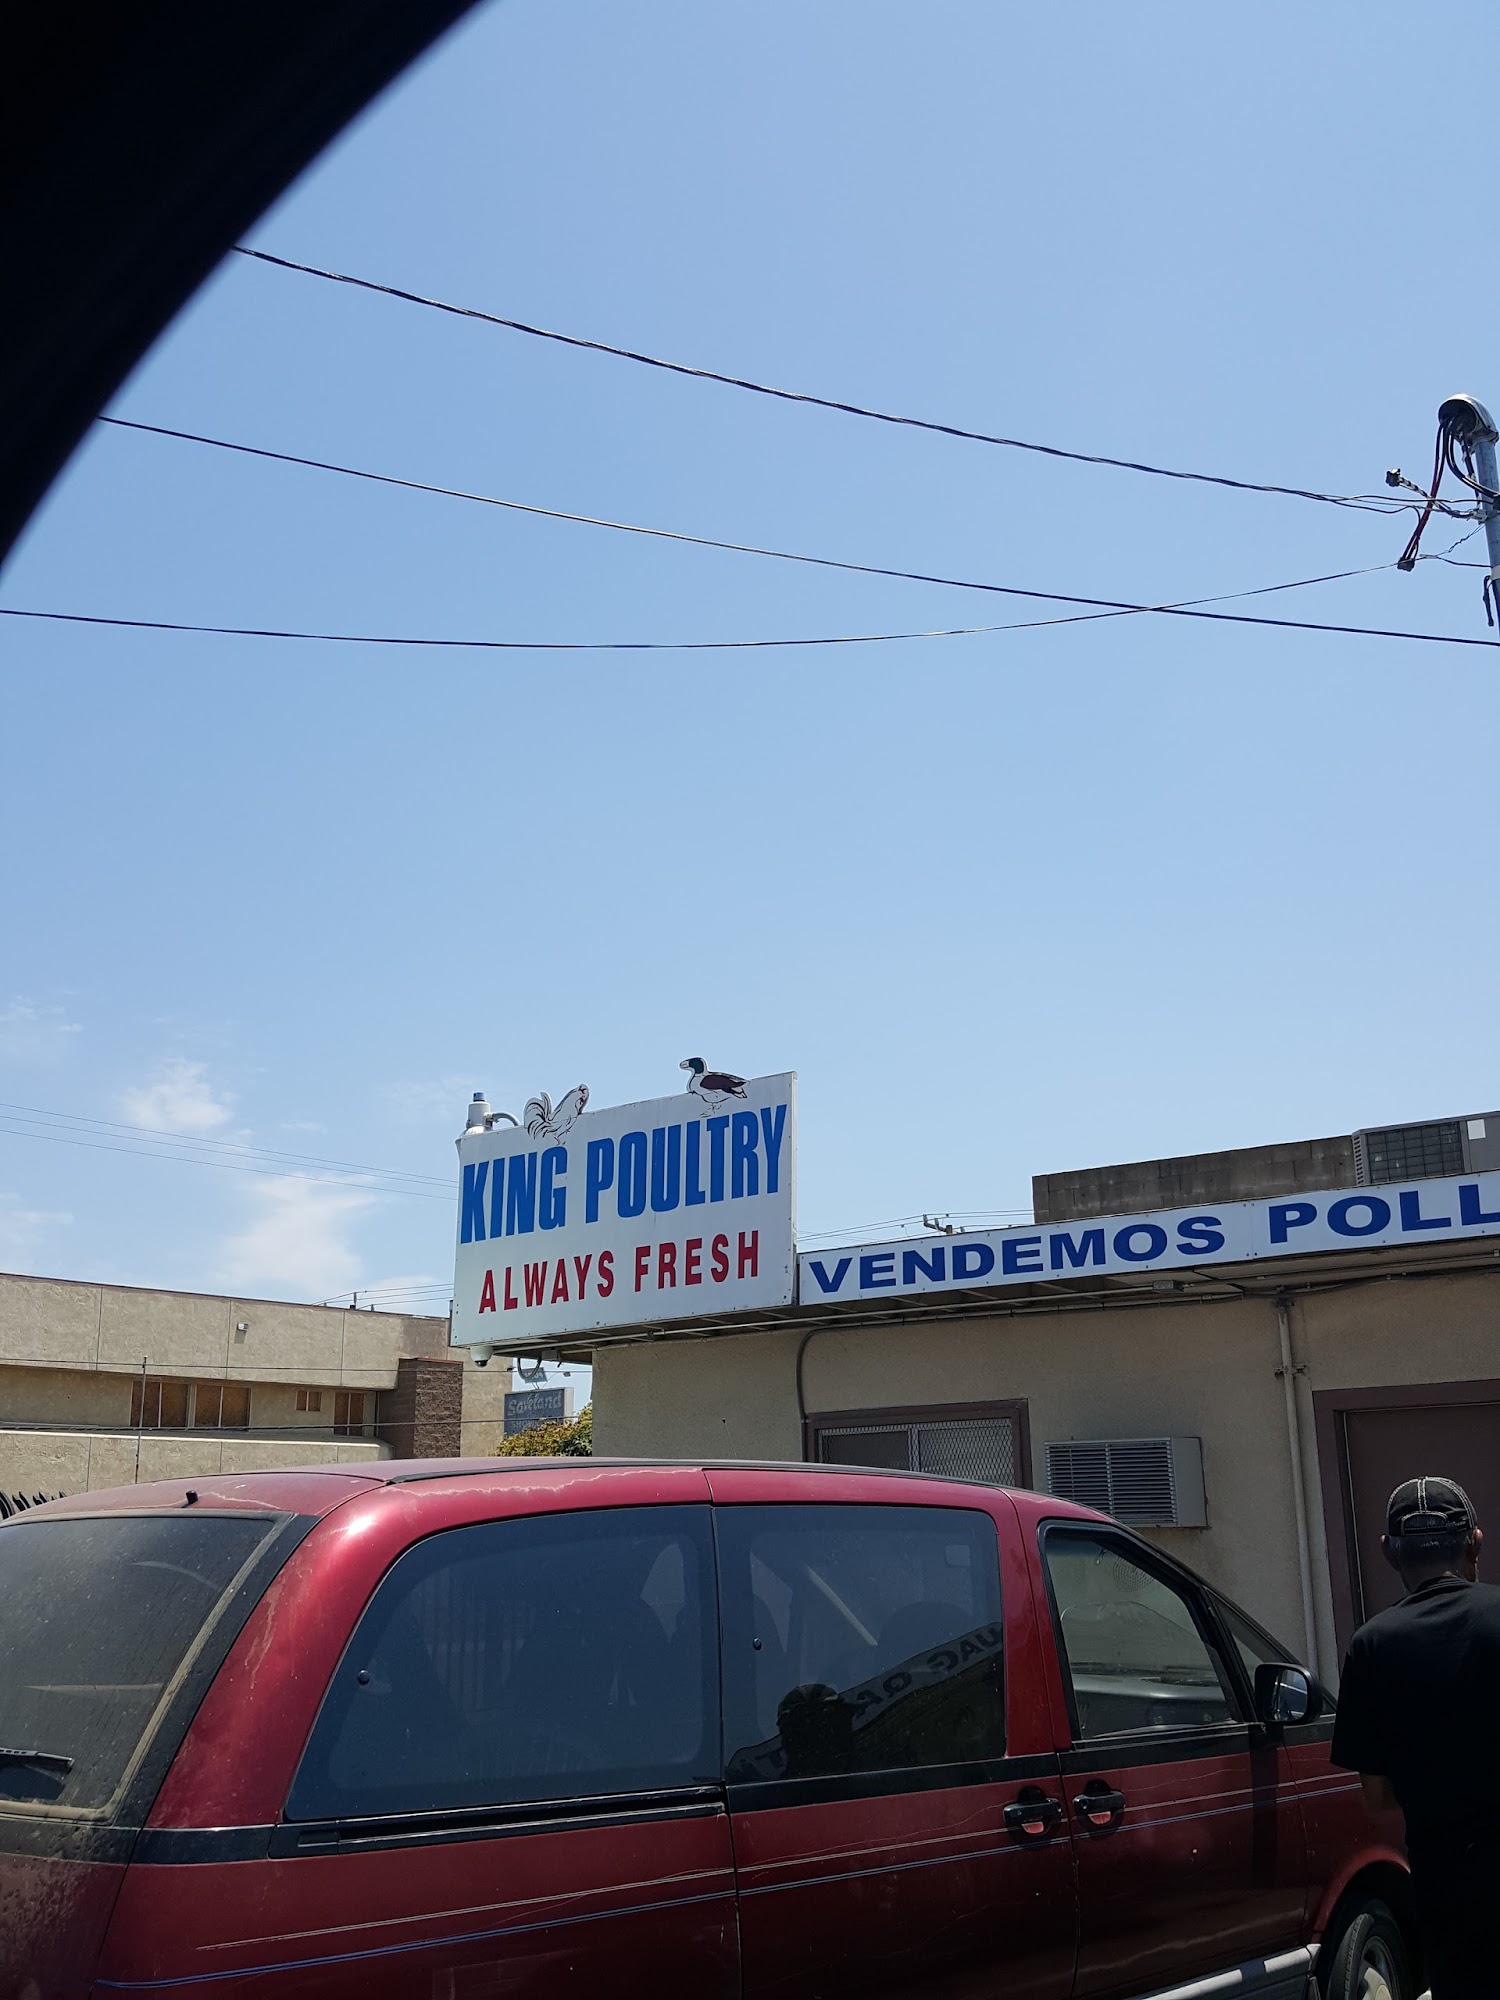 KING POULTRY
ALWAYS FRESH
VENDEMOS POLL